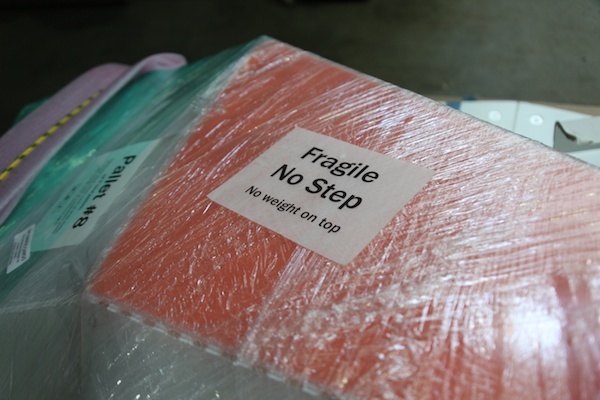 Fragile
No Step
No weight on top
Pallet #8